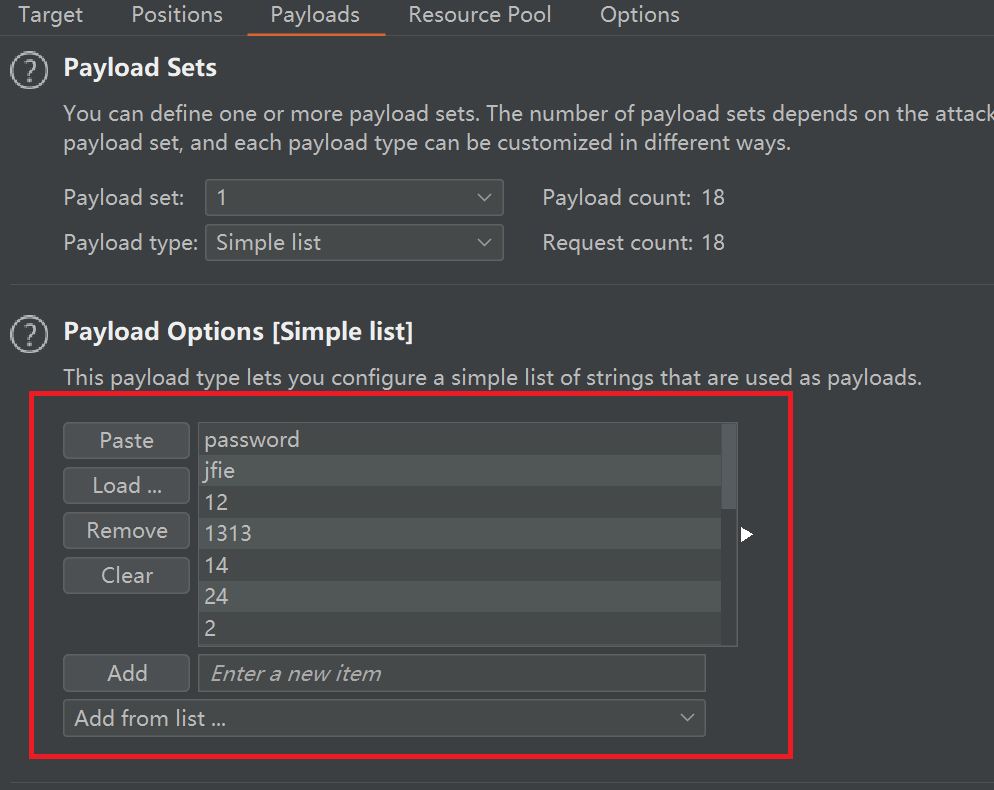 Target Positions Payloads Resource Pool Options
? Payload Sets
You can define one or more payload sets. The number of payload sets depends on the attack
payload set, and each payload type can be customized in different ways.
Payload set: 1 Payload count: 18
Payload type: Simple list Request count: 18
? Payload Options [Simple list]
This payload type lets you configure a simple list of strings that are used as payloads.
Paste
Load ...
Remove
Clear
password
jfie
12
1313
14
24
2
Add Enter a new item
Add from list ...